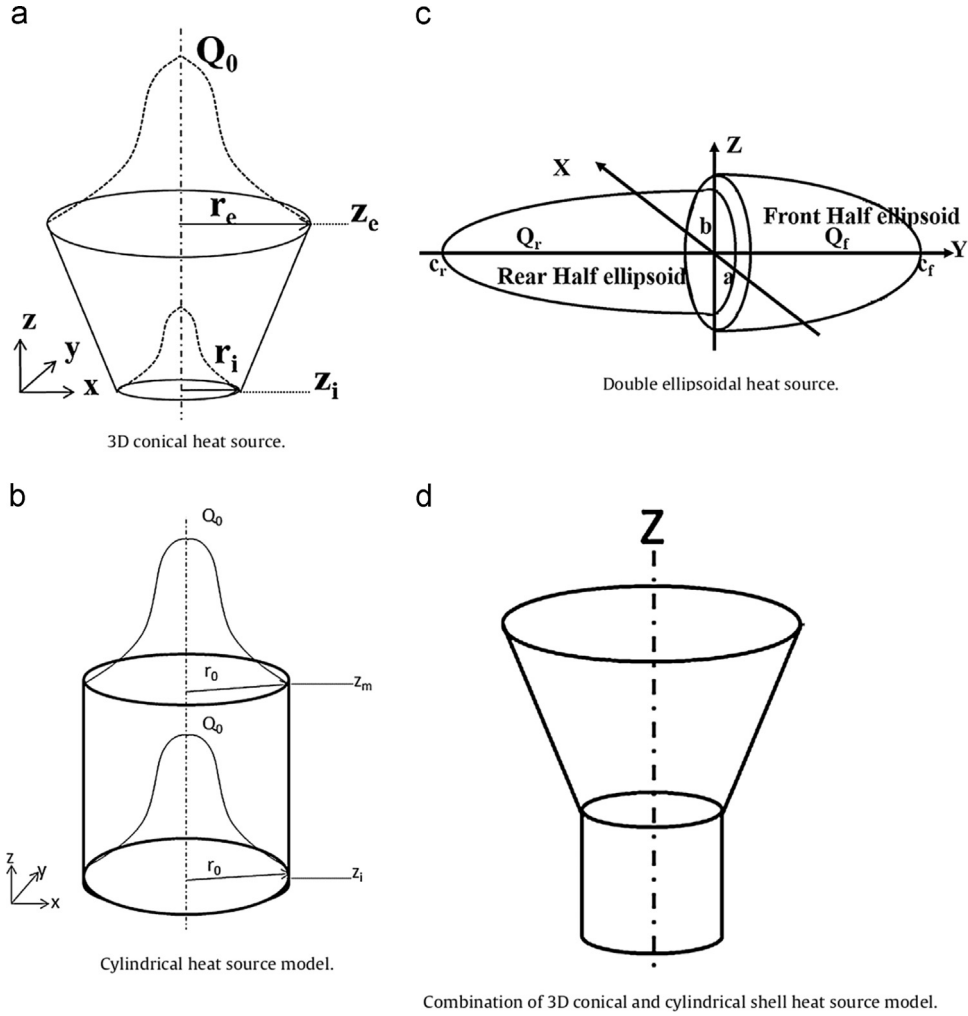 a
Q₀
rₑ
zₑ
z
y
x
rᵢ
zᵢ
3D conical heat source.
b
Q₀
r₀
zₘ
Q₀
r₀
zᵢ
z
y
x
Cylindrical heat source model.
c
Z
X
b
Front Half ellipsoid
Qᵣ
Q_f
Y
cᵣ
Rear Half ellipsoid
a
c_f
Double ellipsoidal heat source.
d
Z
Combination of 3D conical and cylindrical shell heat source model.